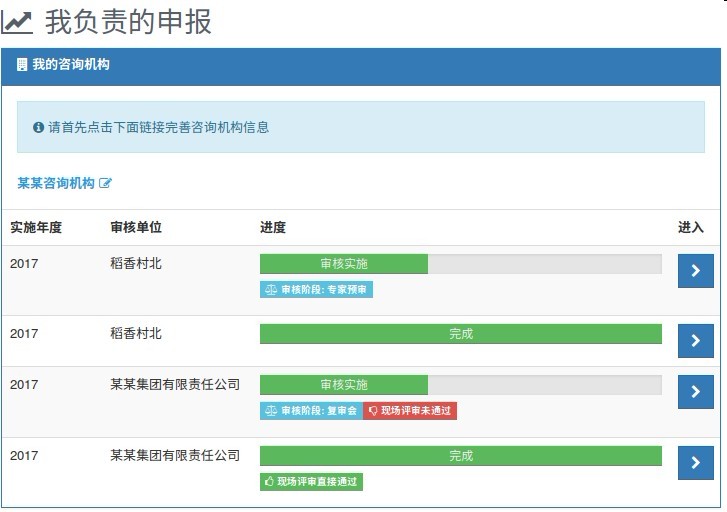 我负责的申报
我的咨询机构
请首先点击下面链接完善咨询机构信息
某某咨询机构
实施年度 审核单位 进度 进入
2017 稻香村北 审核实施
审核阶段: 专家预审
2017 稻香村北 完成
2017 某某集团有限责任公司 审核实施
审核阶段: 复审会 现场评审未通过
2017 某某集团有限责任公司 完成
现场评审直接通过